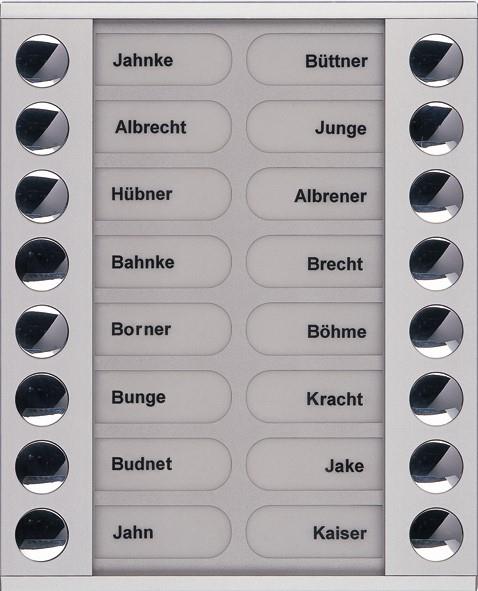 Jahnke
Büttner
Albrecht
Junge
Hübner
Albrener
Bahnke
Brecht
Borner
Böhme
Bunge
Kracht
Budnet
Jake
Jahn
Kaiser